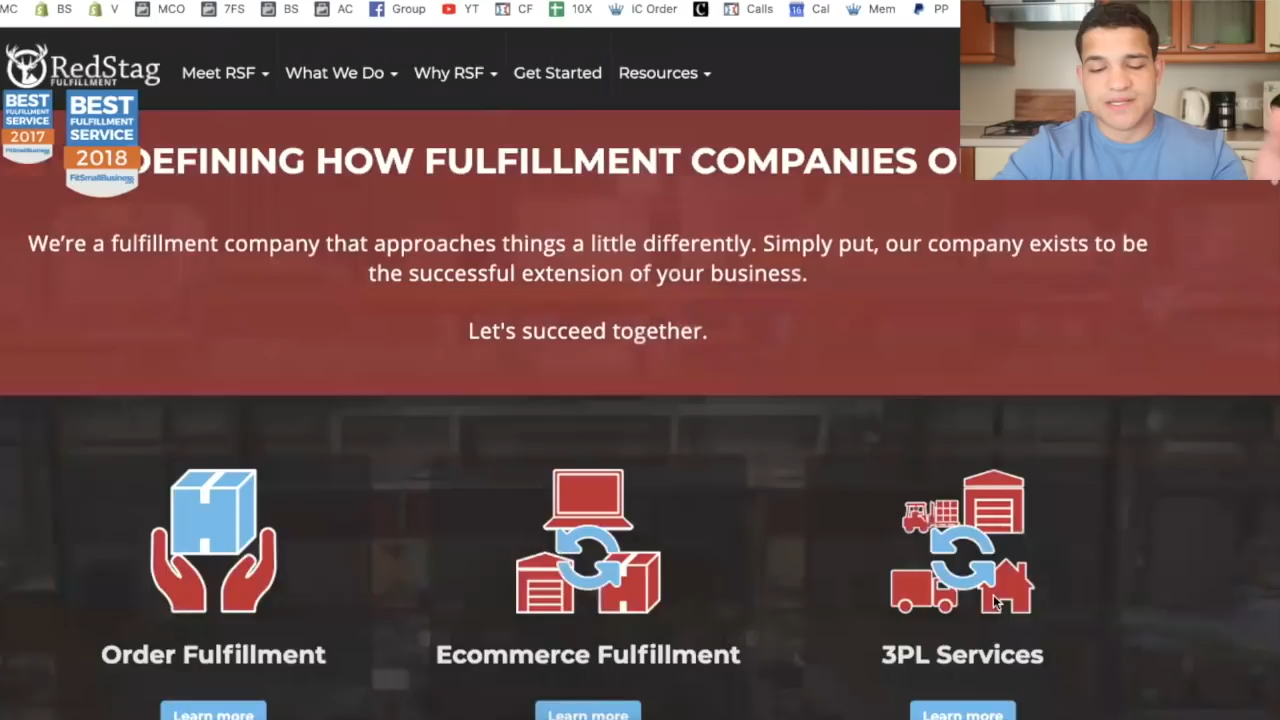 MC BS V MCO 7FS BS AC Group YT CF 10X IC Order Calls 16 Cal Mem PP
RedStag
FULFILLMENT
Meet RSF What We Do Why RSF Get Started Resources
BEST
FULFILLMENT
SERVICE
2017
FitSmallBusiness
BEST
FULFILLMENT
SERVICE
2018
FitSmallBusiness
DEFINING HOW FULFILLMENT COMPANIES O
We're a fulfillment company that approaches things a little differently. Simply put, our company exists to be
the successful extension of your business.
Let's succeed together.
Order Fulfillment
Ecommerce Fulfillment
3PL Services
Learn more
Learn more
Learn more